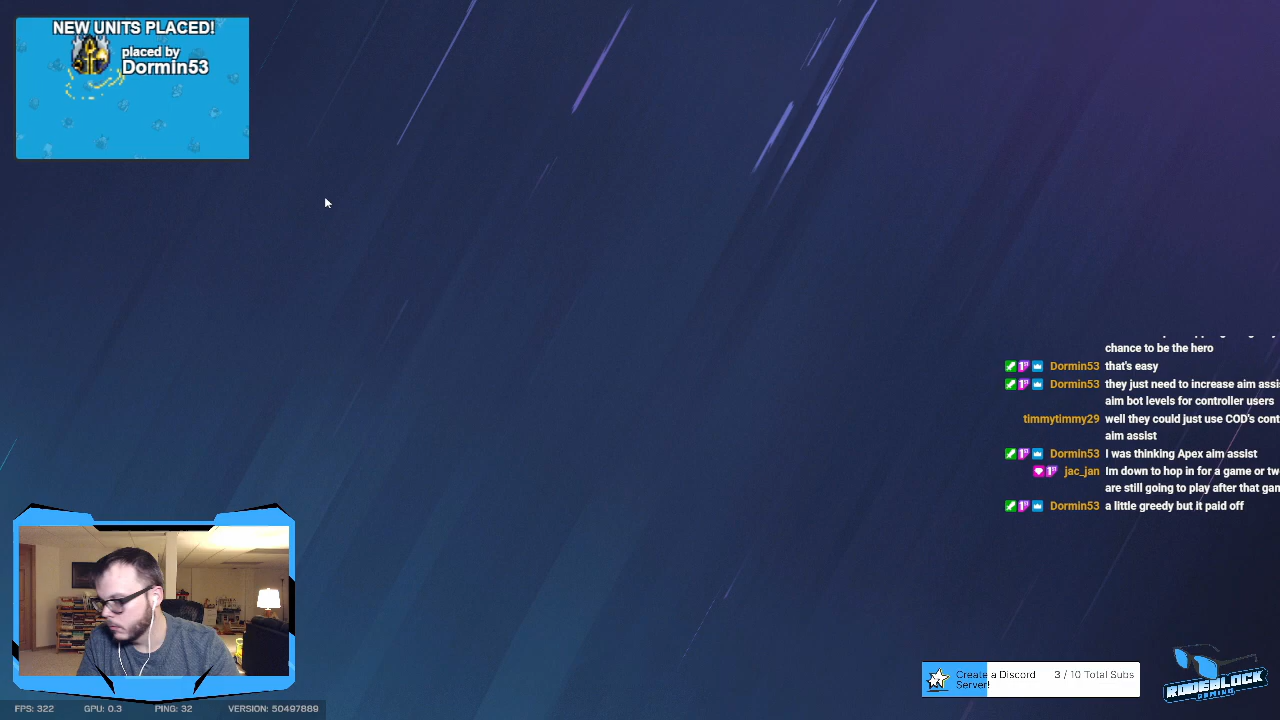 NEW UNITS PLACED!
placed by
Dormin53
chance to be the hero
Dormin53 that's easy
Dormin53 they just need to increase aim assi
aim bot levels for controller users
timmytimmy29 well they could just use COD's cont
aim assist
Dormin53 I was thinking Apex aim assist
jac_jan Im down to hop in for a game or tw
are still going to play after that gam
Dormin53 a little greedy but it paid off
Create a Discord Server!
3 / 10 Total Subs
RODEBLOCK
GAMING
FPS: 322 GPU: 0.3 PING: 32 VERSION: 50497889